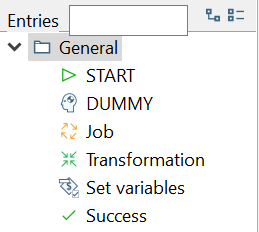 Entries
General
START
DUMMY
Job
Transformation
Set variables
Success